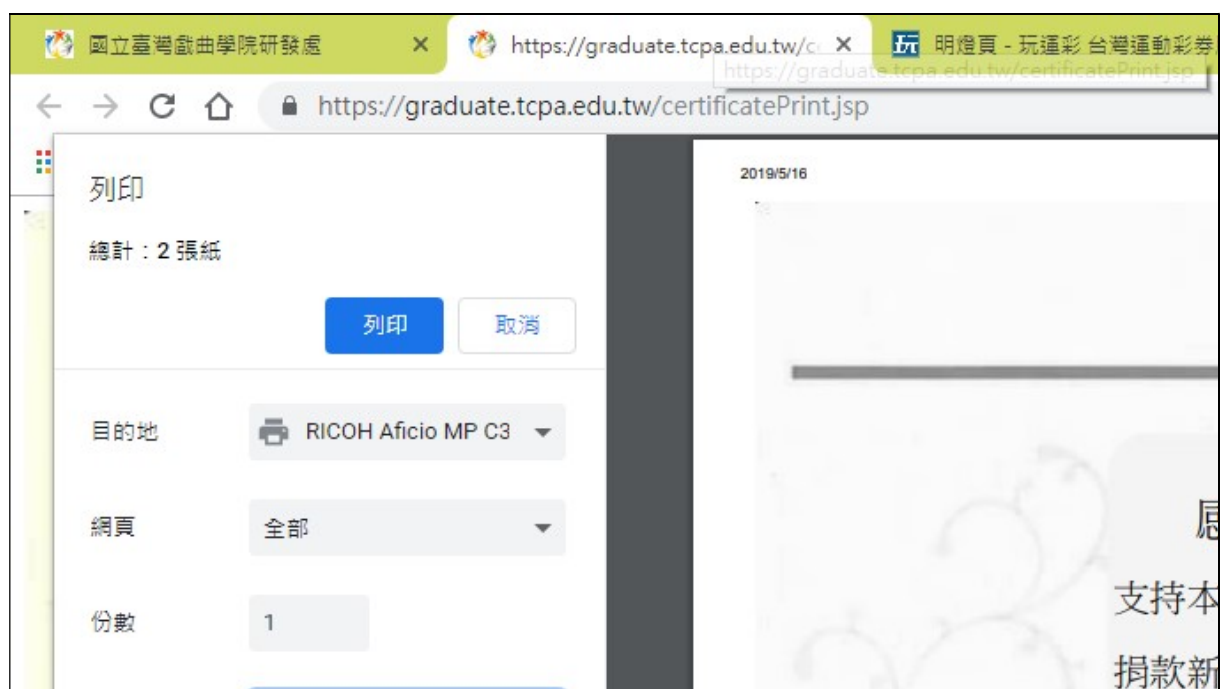 國立臺灣戲曲學院研發處
https://graduate.tcpa.edu.tw/c
明燈頁 - 玩運彩 台灣運動彩券
https://graduate.tcpa.edu.tw/certificatePrint.jsp
https://graduate.tcpa.edu.tw/certificatePrint.jsp
列印
總計：2 張紙
列印
取消
目的地
RICOH Aficio MP C3
網頁
全部
份數
1
2019/5/16
支持本
捐款新